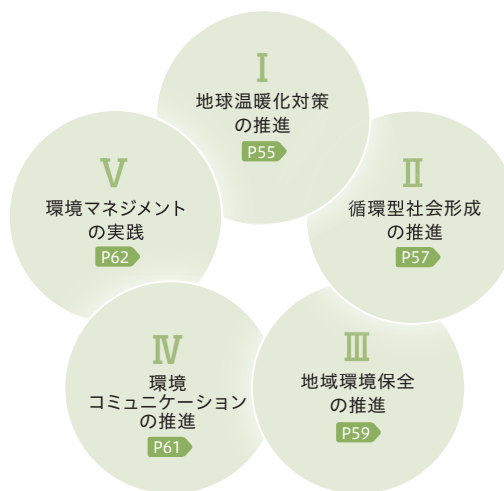 Ⅰ
地球温暖化対策
の推進
P55
Ⅱ
循環型社会形成
の推進
P57
Ⅲ
地域環境保全
の推進
P59
Ⅳ
環境
コミュニケーション
の推進
P61
Ⅴ
環境マネジメント
の実践
P62